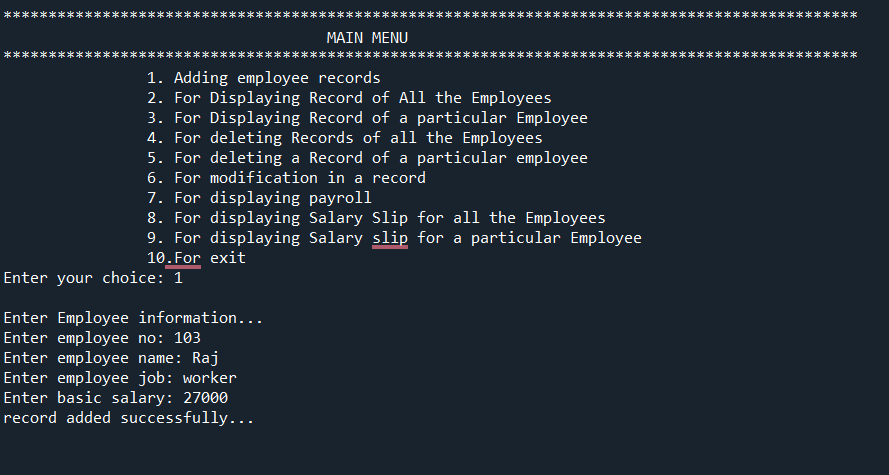 ***********************************************************************************************
MAIN MENU
***********************************************************************************************
1. Adding employee records
2. For Displaying Record of All the Employees
3. For Displaying Record of a particular Employee
4. For deleting Records of all the Employees
5. For deleting a Record of a particular employee
6. For modification in a record
7. For displaying payroll
8. For displaying Salary Slip for all the Employees
9. For displaying Salary slip for a particular Employee
10.For exit
Enter your choice: 1
Enter Employee information...
Enter employee no: 103
Enter employee name: Raj
Enter employee job: worker
Enter basic salary: 27000
record added successfully...